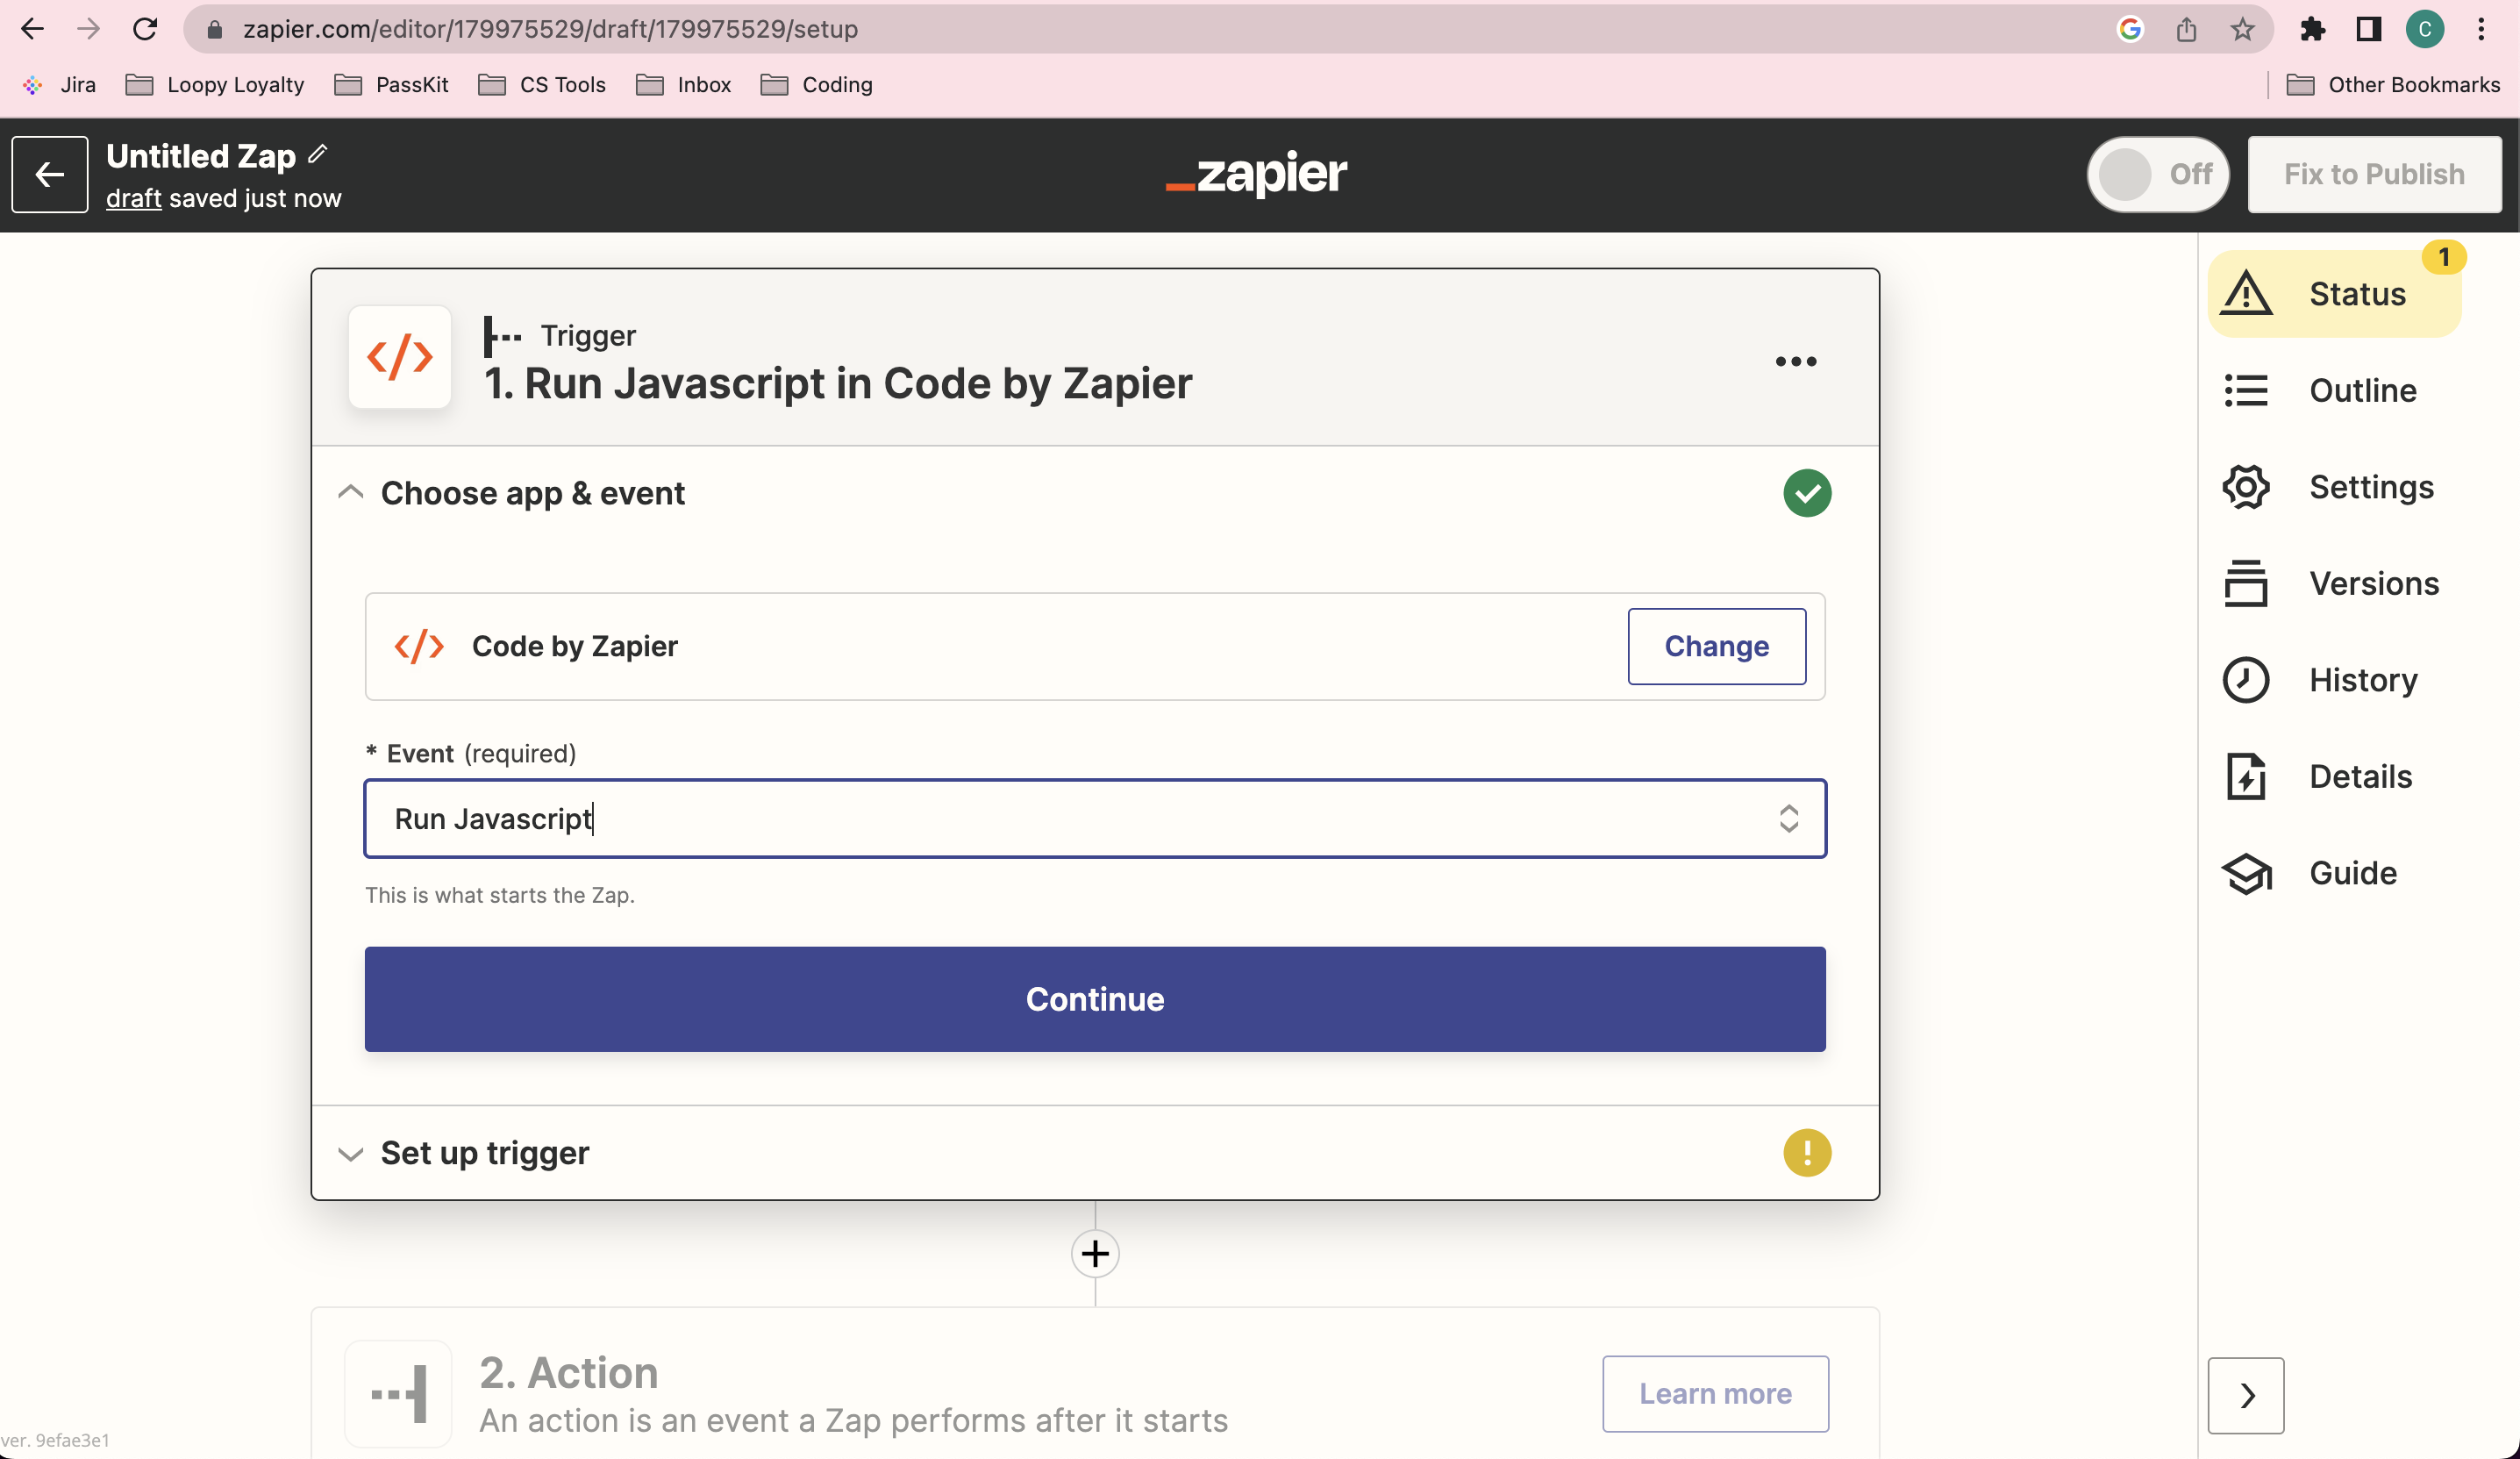 zapier.com/editor/179975529/draft/179975529/setup
C
Jira
Loopy Loyalty
PassKit
CS Tools
Inbox
Coding
Other Bookmarks
Untitled Zap
draft saved just now
zapier
Off
Fix to Publish
Trigger
1. Run Javascript in Code by Zapier
Choose app & event
Code by Zapier
Change
* Event (required)
Run Javascript
This is what starts the Zap.
Continue
Set up trigger
2. Action
An action is an event a Zap performs after it starts
Learn more
1
Status
Outline
Settings
Versions
History
Details
Guide
ver. 9efae3e1